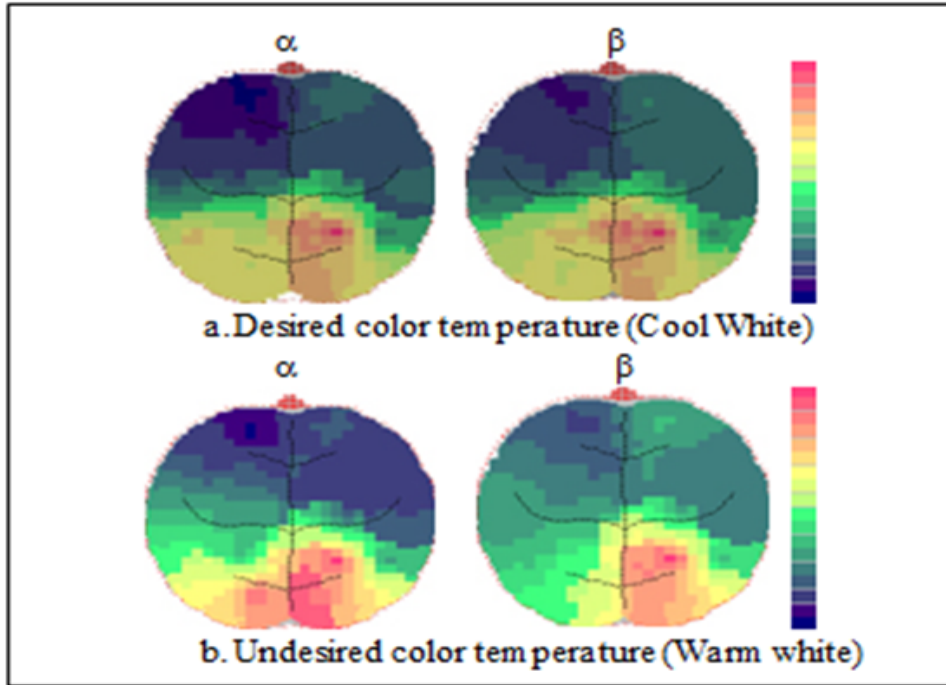 α β
a. Desired color tem perature (Cool White)
α β
b. Undesired color tem perature (Warm white)